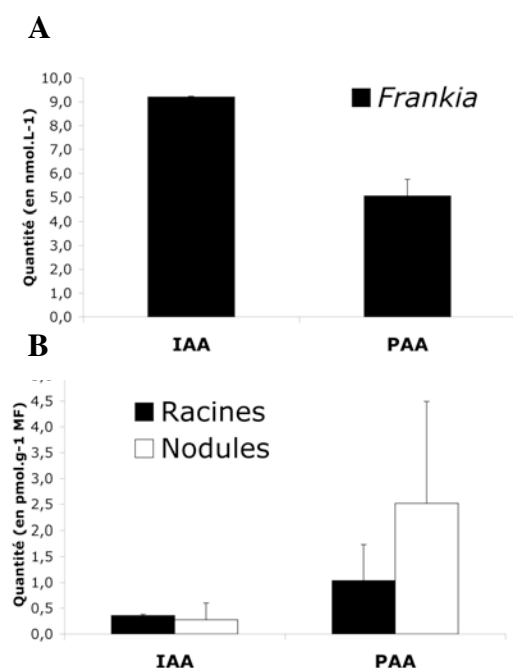 A
Quantité (en nmol.L-1)
10,0
9,0
8,0
7,0
6,0
5,0
4,0
3,0
2,0
1,0
0,0
Frankia
IAA PAA
B
Quantité (en pmol.g-1 MF)
4,5
4,0
3,5
3,0
2,5
2,0
1,5
1,0
0,5
0,0
Racines
Nodules
IAA PAA